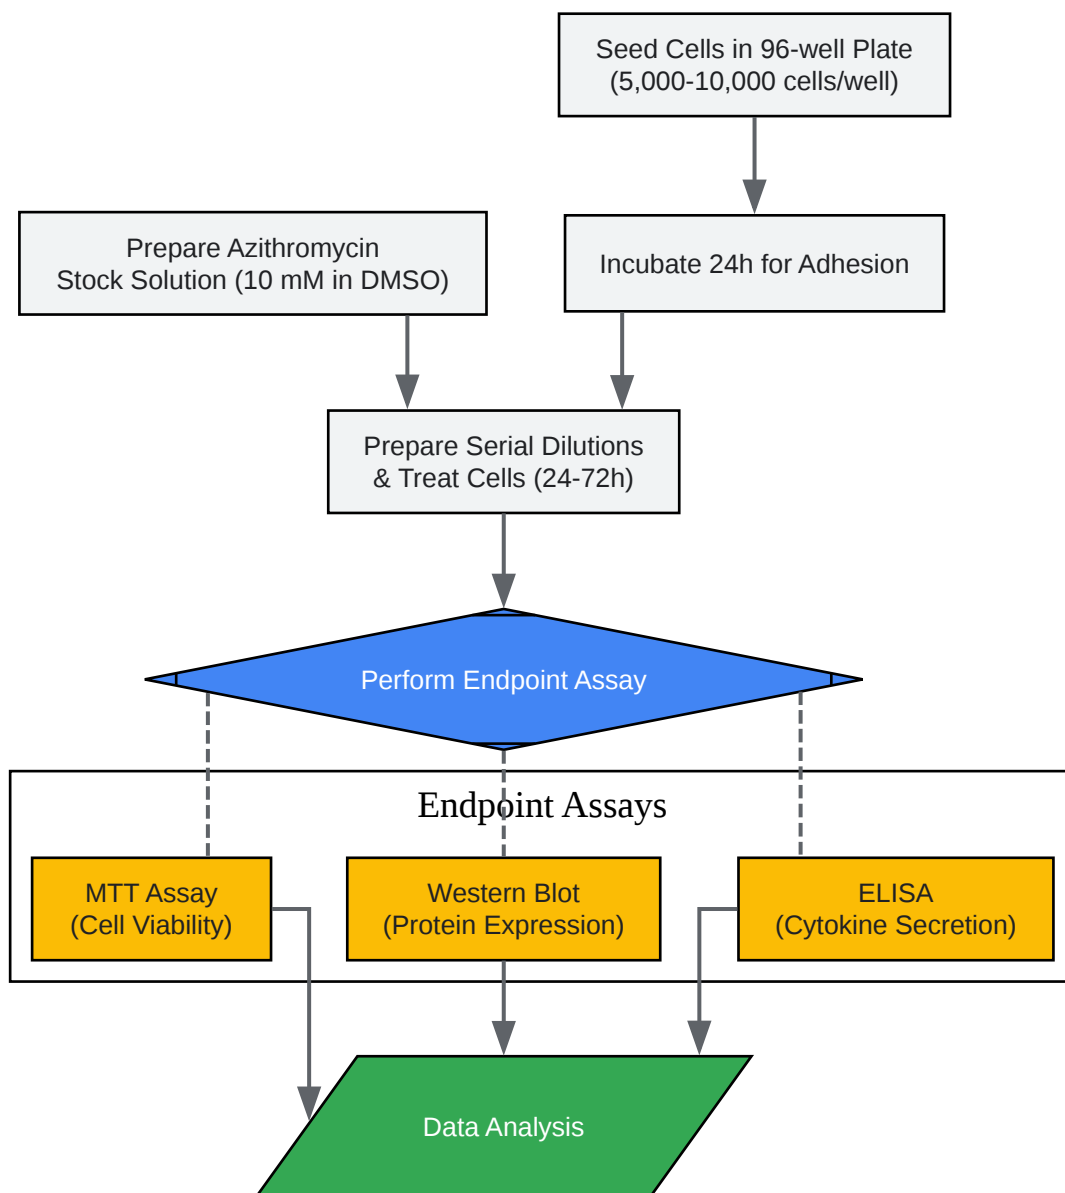 Seed Cells in 96-well Plate
(5,000-10,000 cells/well)
Prepare Azithromycin
Stock Solution (10 mM in DMSO)
Incubate 24h for Adhesion
Prepare Serial Dilutions
& Treat Cells (24-72h)
Perform Endpoint Assay
Endpoint Assays
MTT Assay
(Cell Viability)
Western Blot
(Protein Expression)
ELISA
(Cytokine Secretion)
Data Analysis